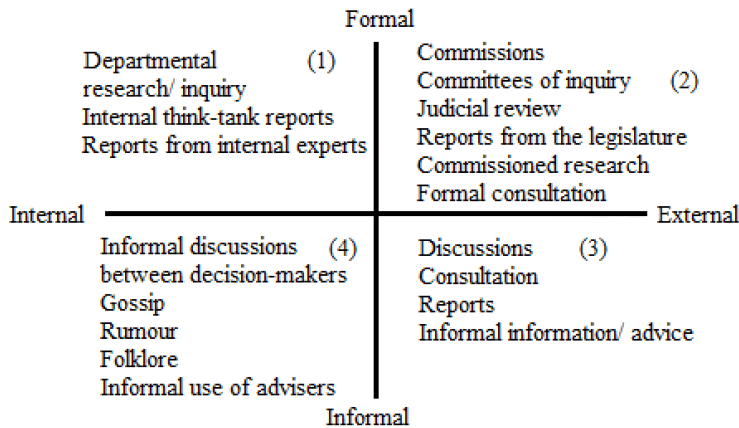 Formal
Departmental (1)
research/ inquiry
Internal think-tank reports
Reports from internal experts
Commissions
Committees of inquiry (2)
Judicial review
Reports from the legislature
Commissioned research
Formal consultation
Internal
External
Informal discussions (4)
between decision-makers
Gossip
Rumour
Folklore
Informal use of advisers
Discussions (3)
Consultation
Reports
Informal information/ advice
Informal